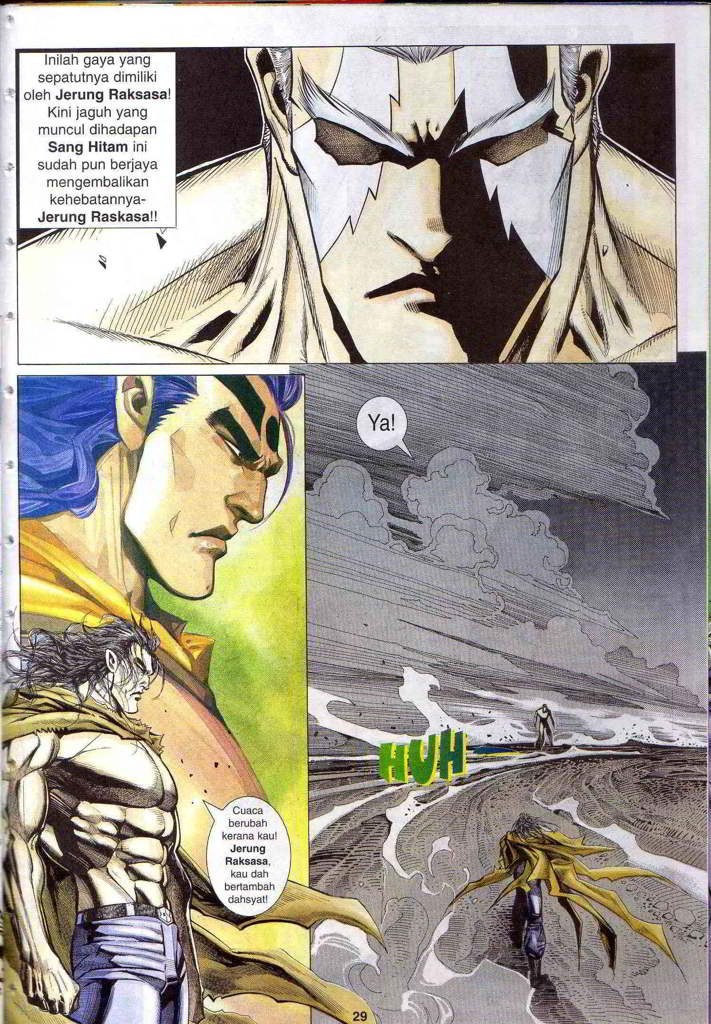 Inilah gaya yang
sepatutnya dimiliki
oleh Jerung Raksasa!
Kini jaguh yang
muncul dihadapan
Sang Hitam ini
sudah pun berjaya
mengembalikan
kehebatannya-
Jerung Raskasa!!
Ya!
HUH
Cuaca
berubah
kerana kau!
Jerung
Raksasa,
kau dah
bertambah
dahsyat!
29